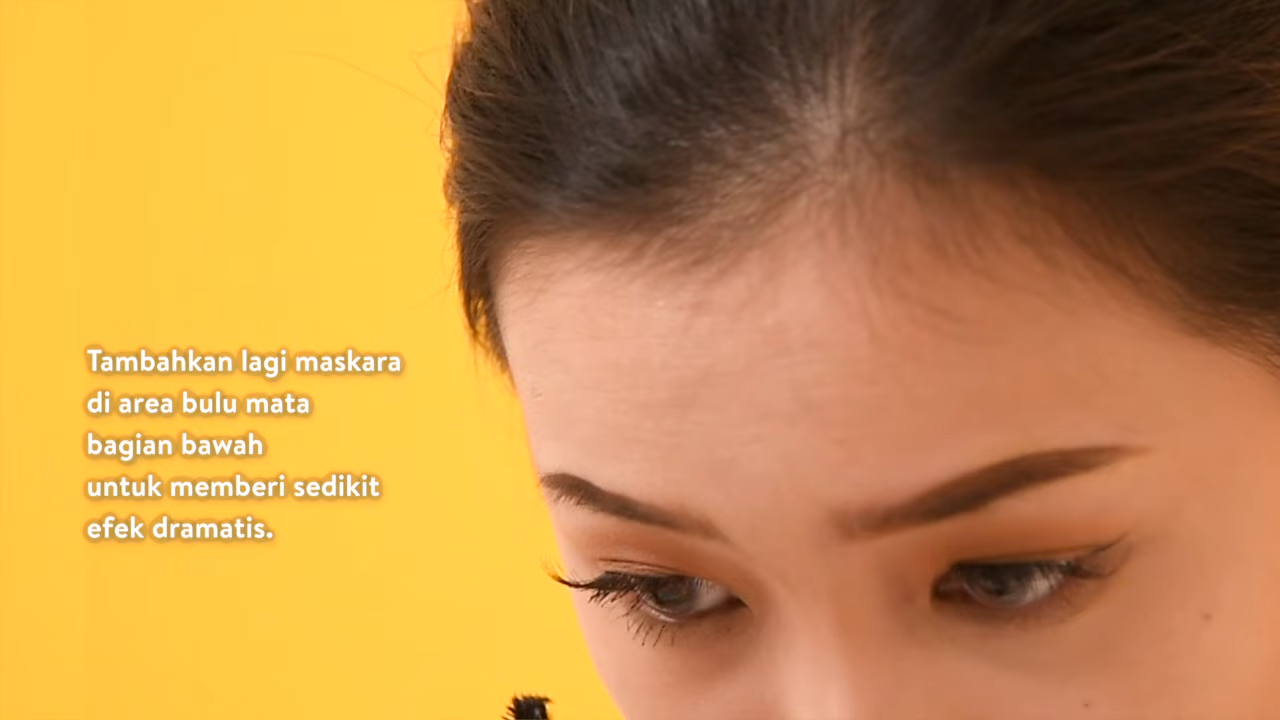 Tambahkan lagi maskara
di area bulu mata
bagian bawah
untuk memberi sedikit
efek dramatis.